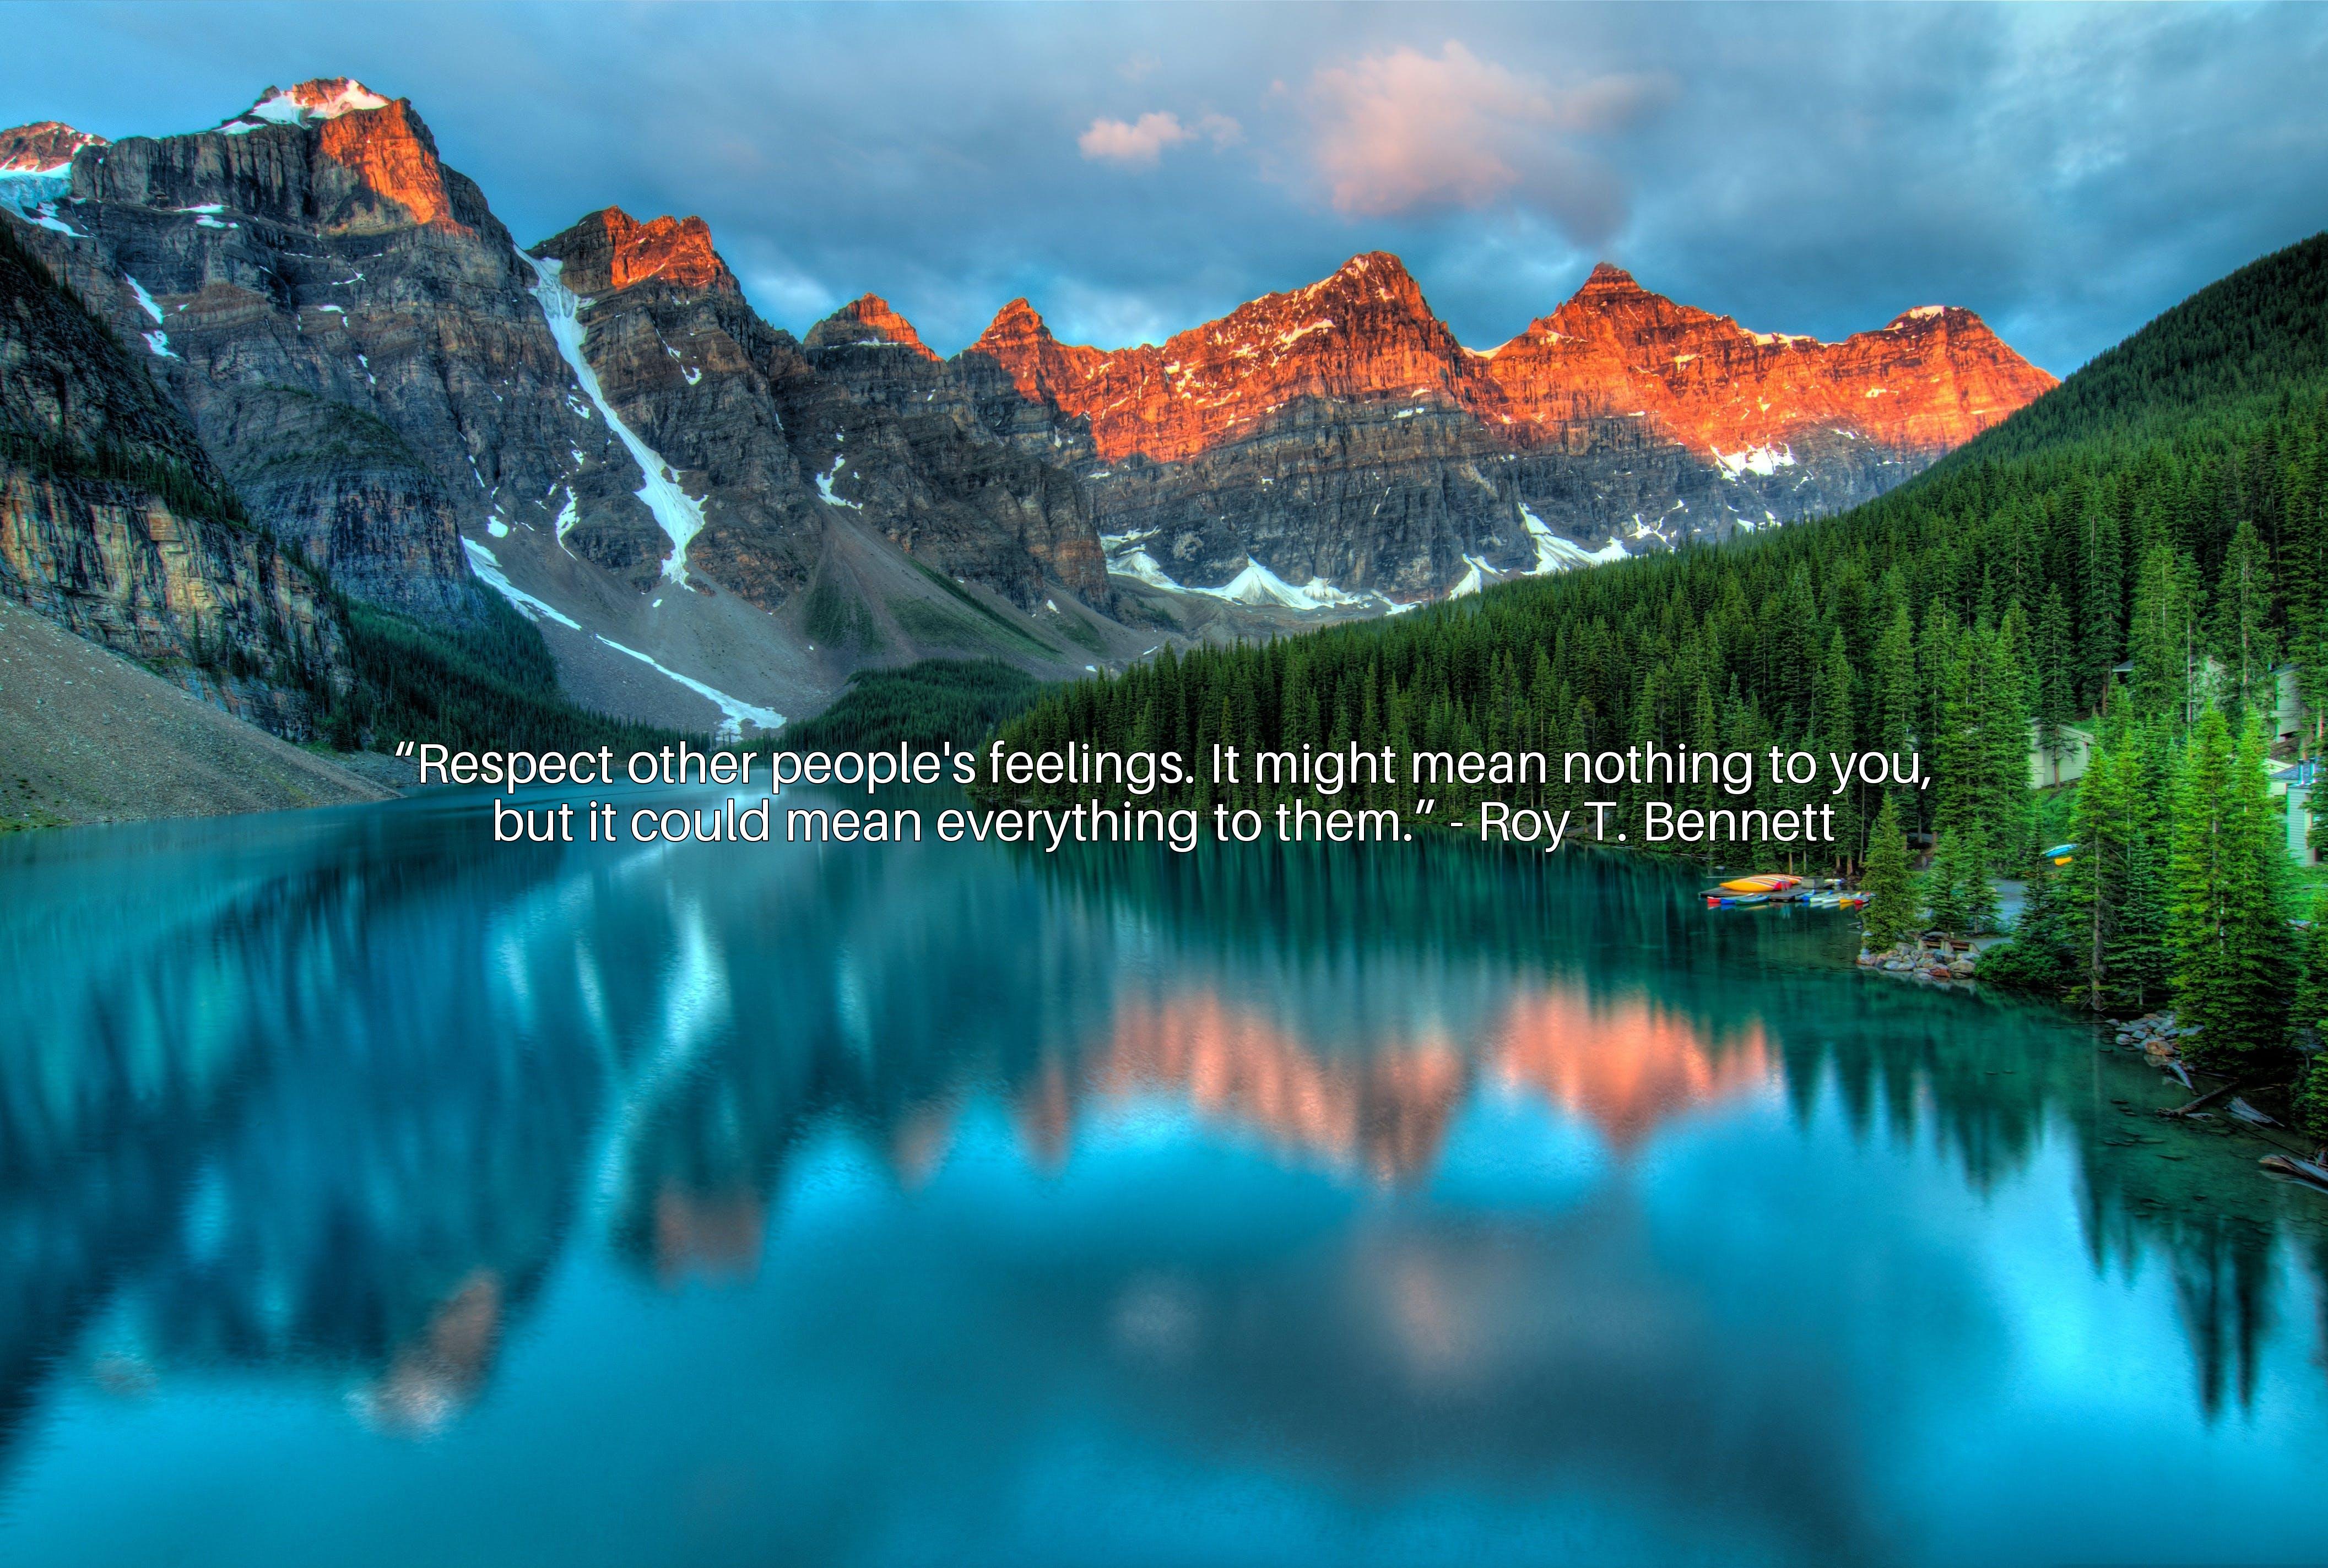 “Respect other people's feelings. It might mean nothing to you,
but it could mean everything to them.” - Roy T. Bennett